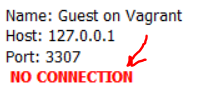 Name: Guest on Vagrant
Host: 127.0.0.1
Port: 3307
NO CONNECTION